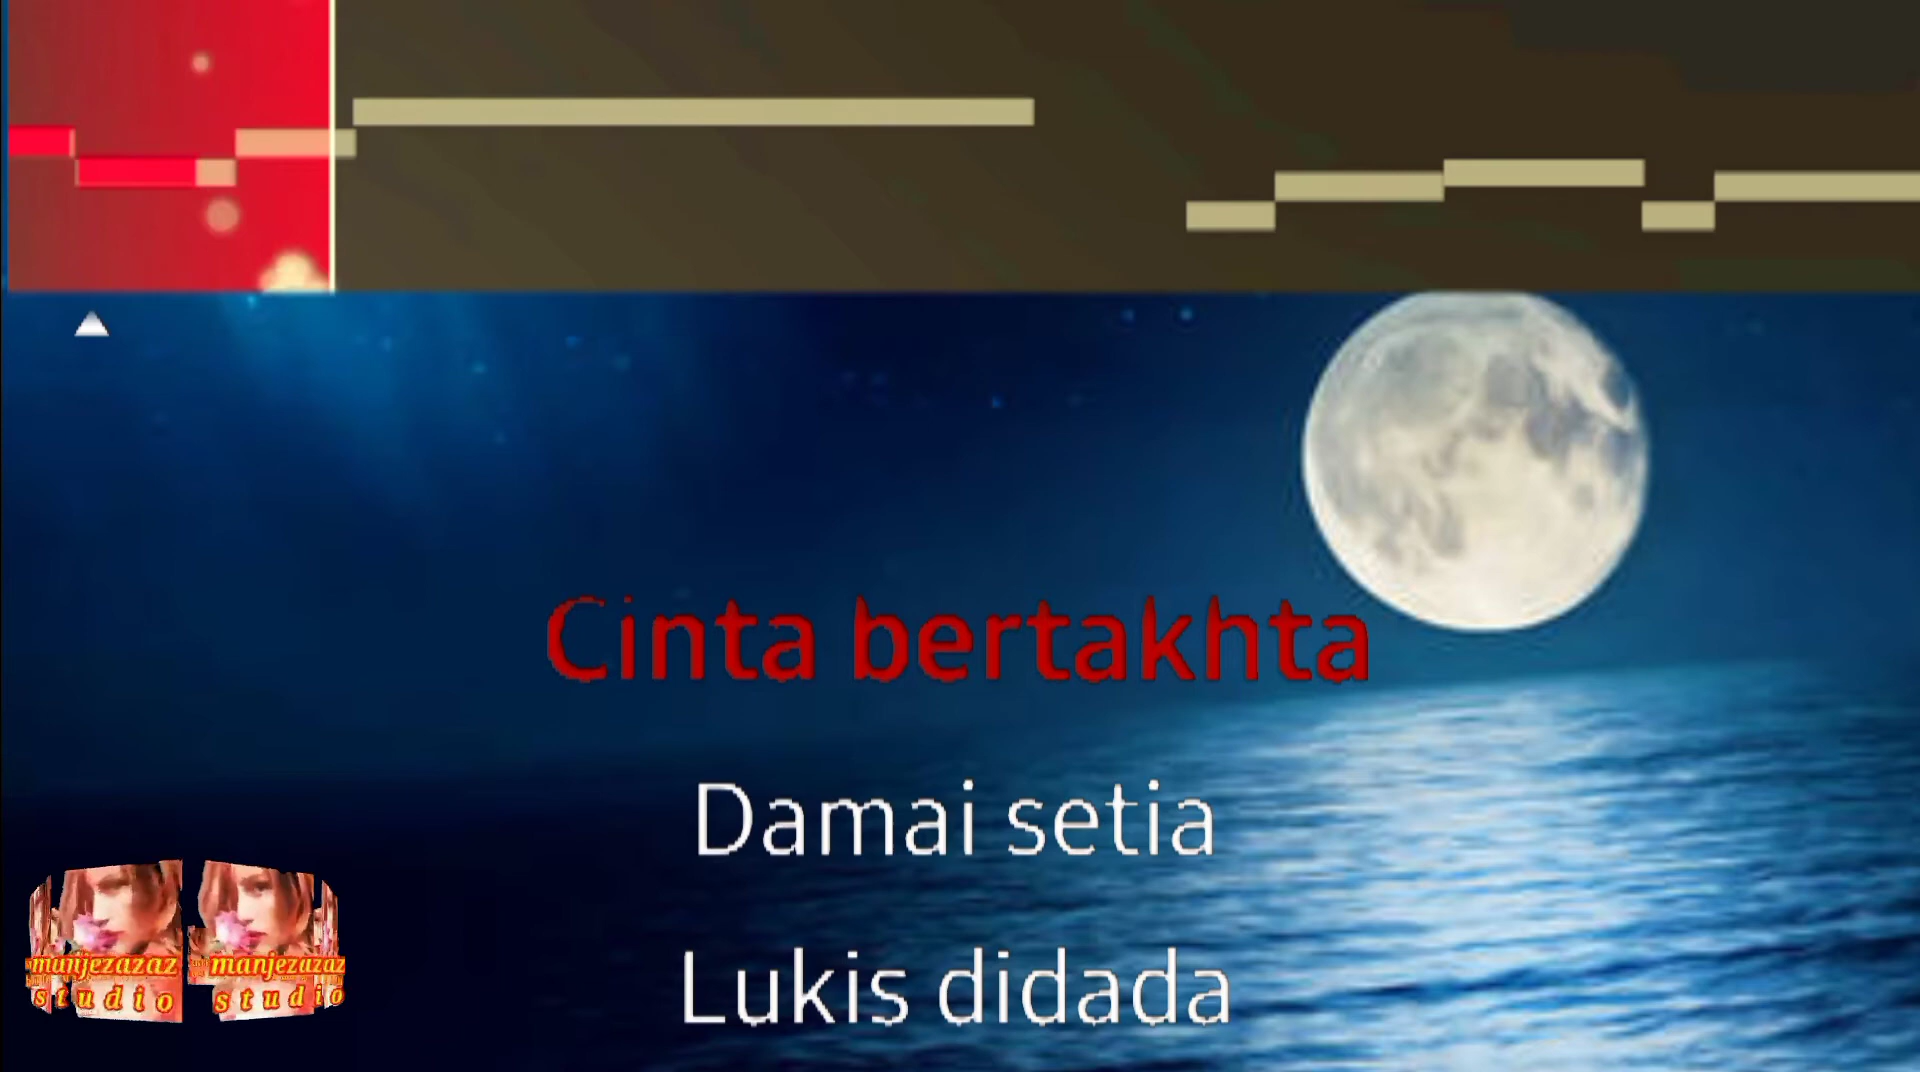 Cinta bertakhta
Damai setia
Lukis didada
manjezazaz manjezazaz
studio studio